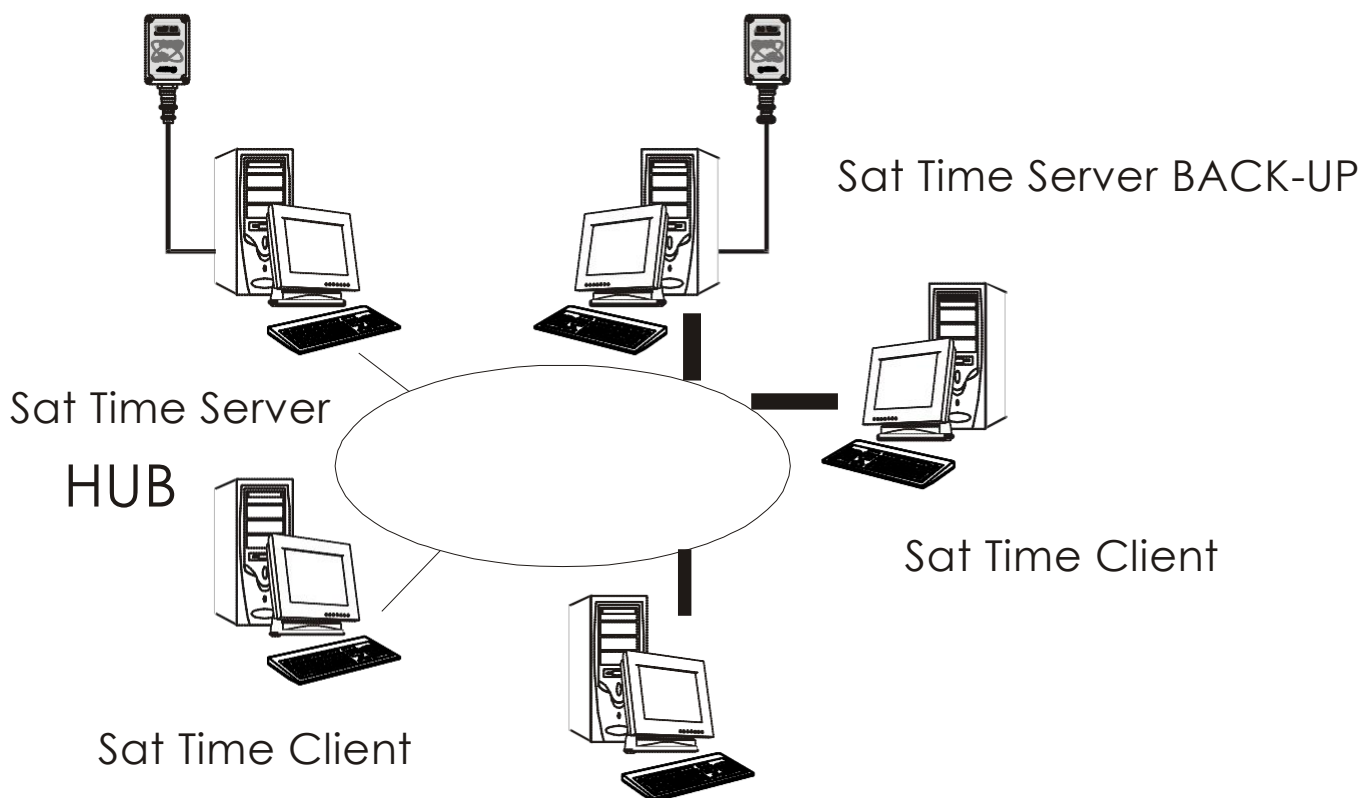 Sat Time Server BACK-UP
Sat Time Server
HUB
Sat Time Client
Sat Time Client